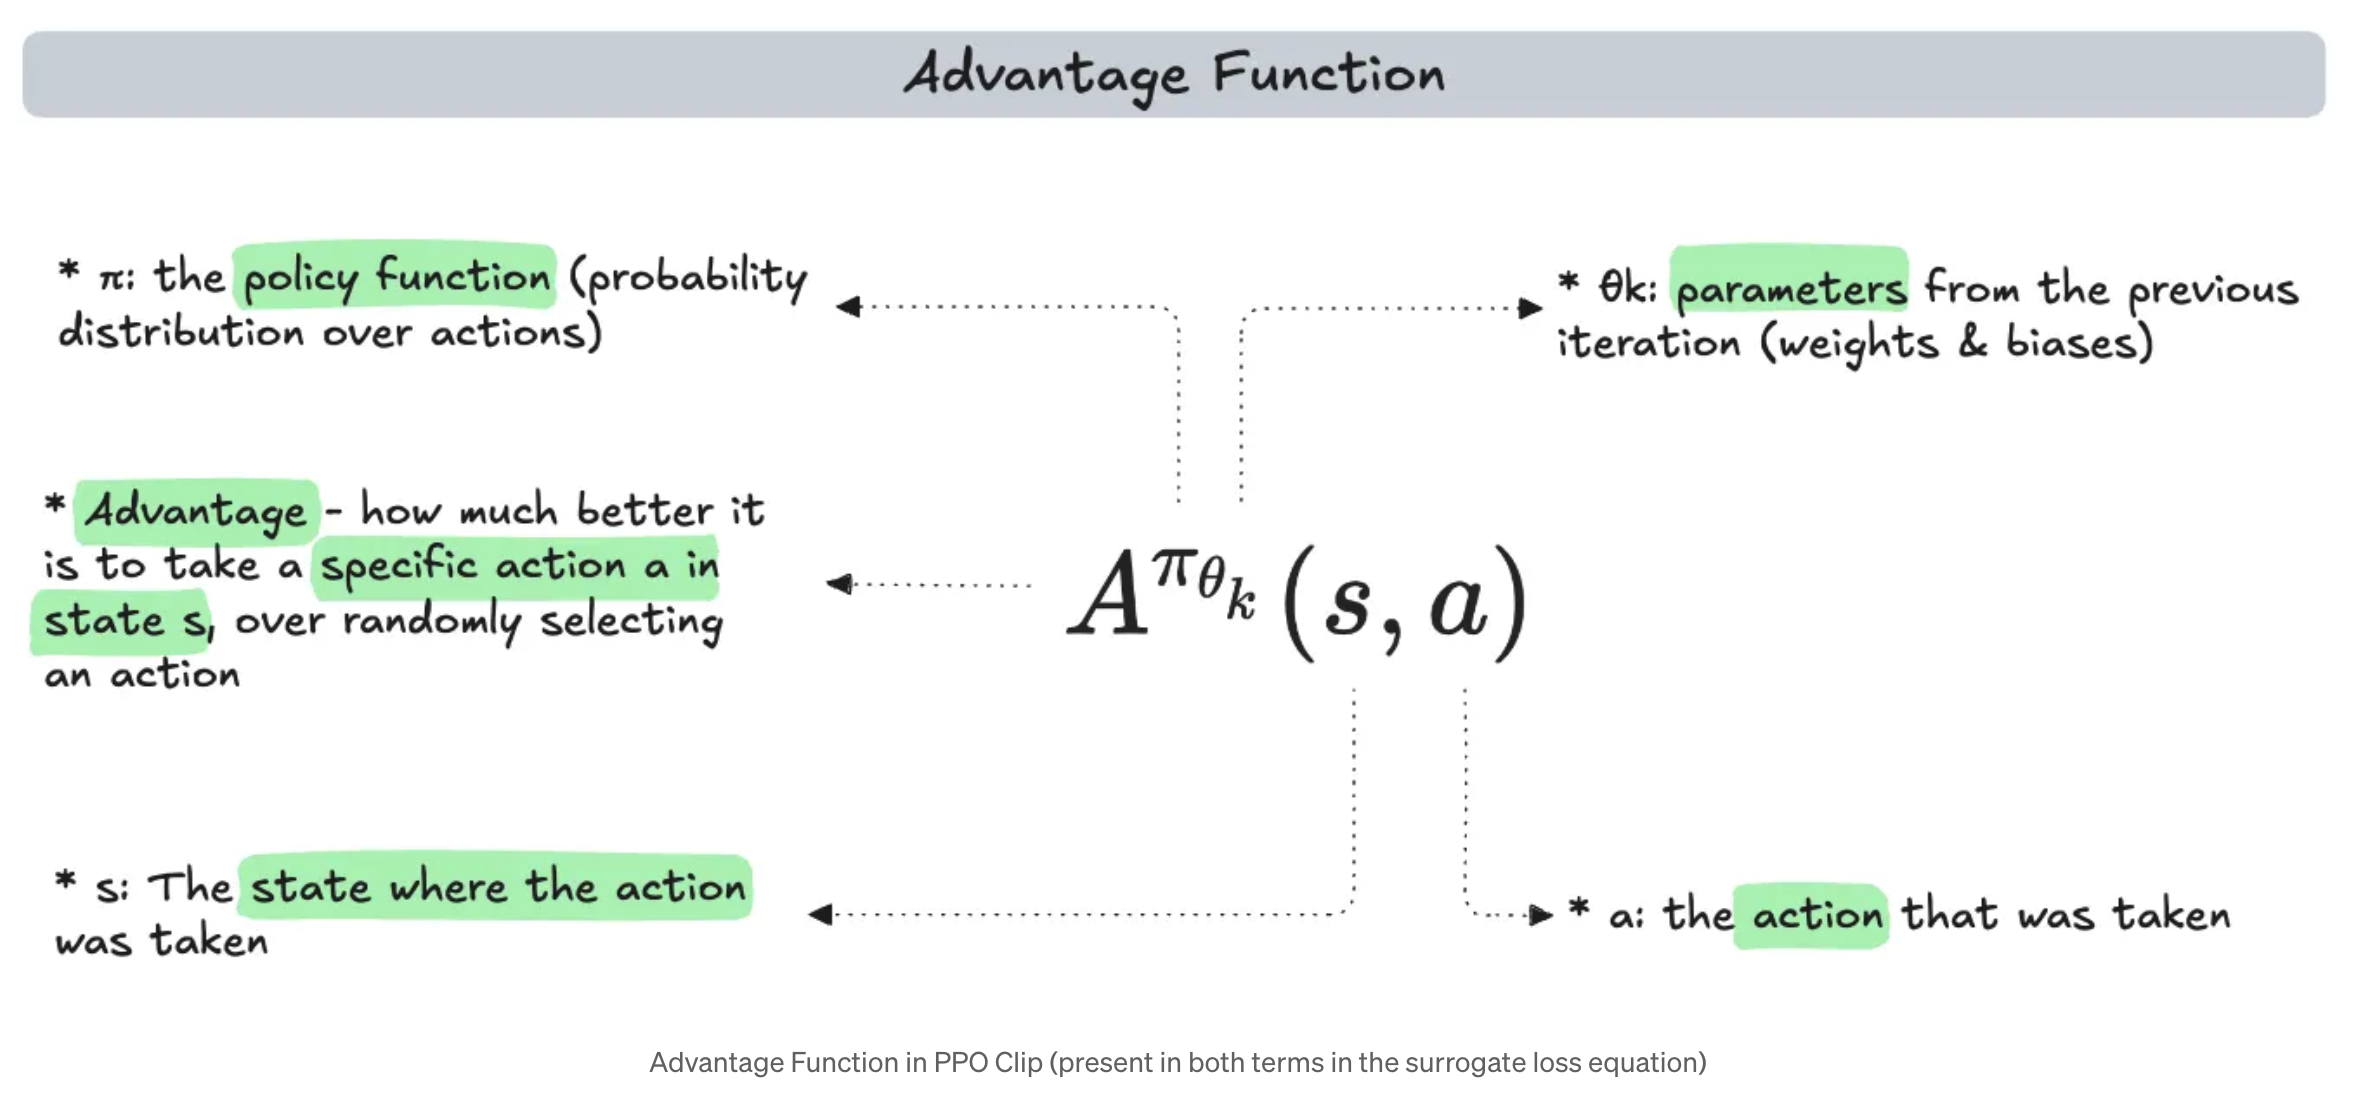 Advantage Function
* π: the policy function (probability
distribution over actions)
* θk: parameters from the previous
iteration (weights & biases)
* Advantage - how much better it
is to take a specific action a in
state s, over randomly selecting
an action
A^{π_{θ_k}}(s, a)
* s: The state where the action
was taken
* a: the action that was taken
Advantage Function in PPO Clip (present in both terms in the surrogate loss equation)